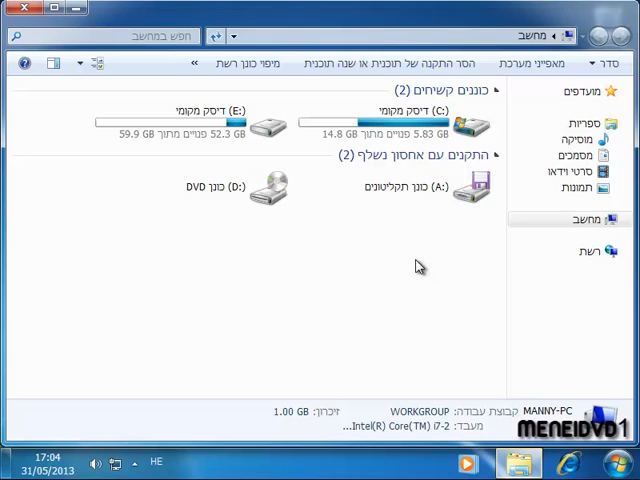 מחשב
חפש במחשב
סדר
מאפייני מערכת
הסר התקנה של תוכנית או שנה תוכנית
מיפוי כונן רשת
»
מועדפים
ספריות
מוסיקה
מסמכים
סרטי וידאו
תמונות
מחשב
רשת
כוננים קשיחים (2)
דיסק מקומי (C:)
5.83 GB פנויים מתוך 14.8 GB
דיסק מקומי (E:)
52.3 GB פנויים מתוך 59.9 GB
התקנים עם אחסון נשלף (2)
כונן תקליטונים (A:)
כונן DVD (D:)
MANNY-PC
קבוצת עבודה: WORKGROUP
זיכרון: 1.00 GB
מעבד: Intel(R) Core(TM) i7-2...
MENEIDVD1
HE
17:04
31/05/2013